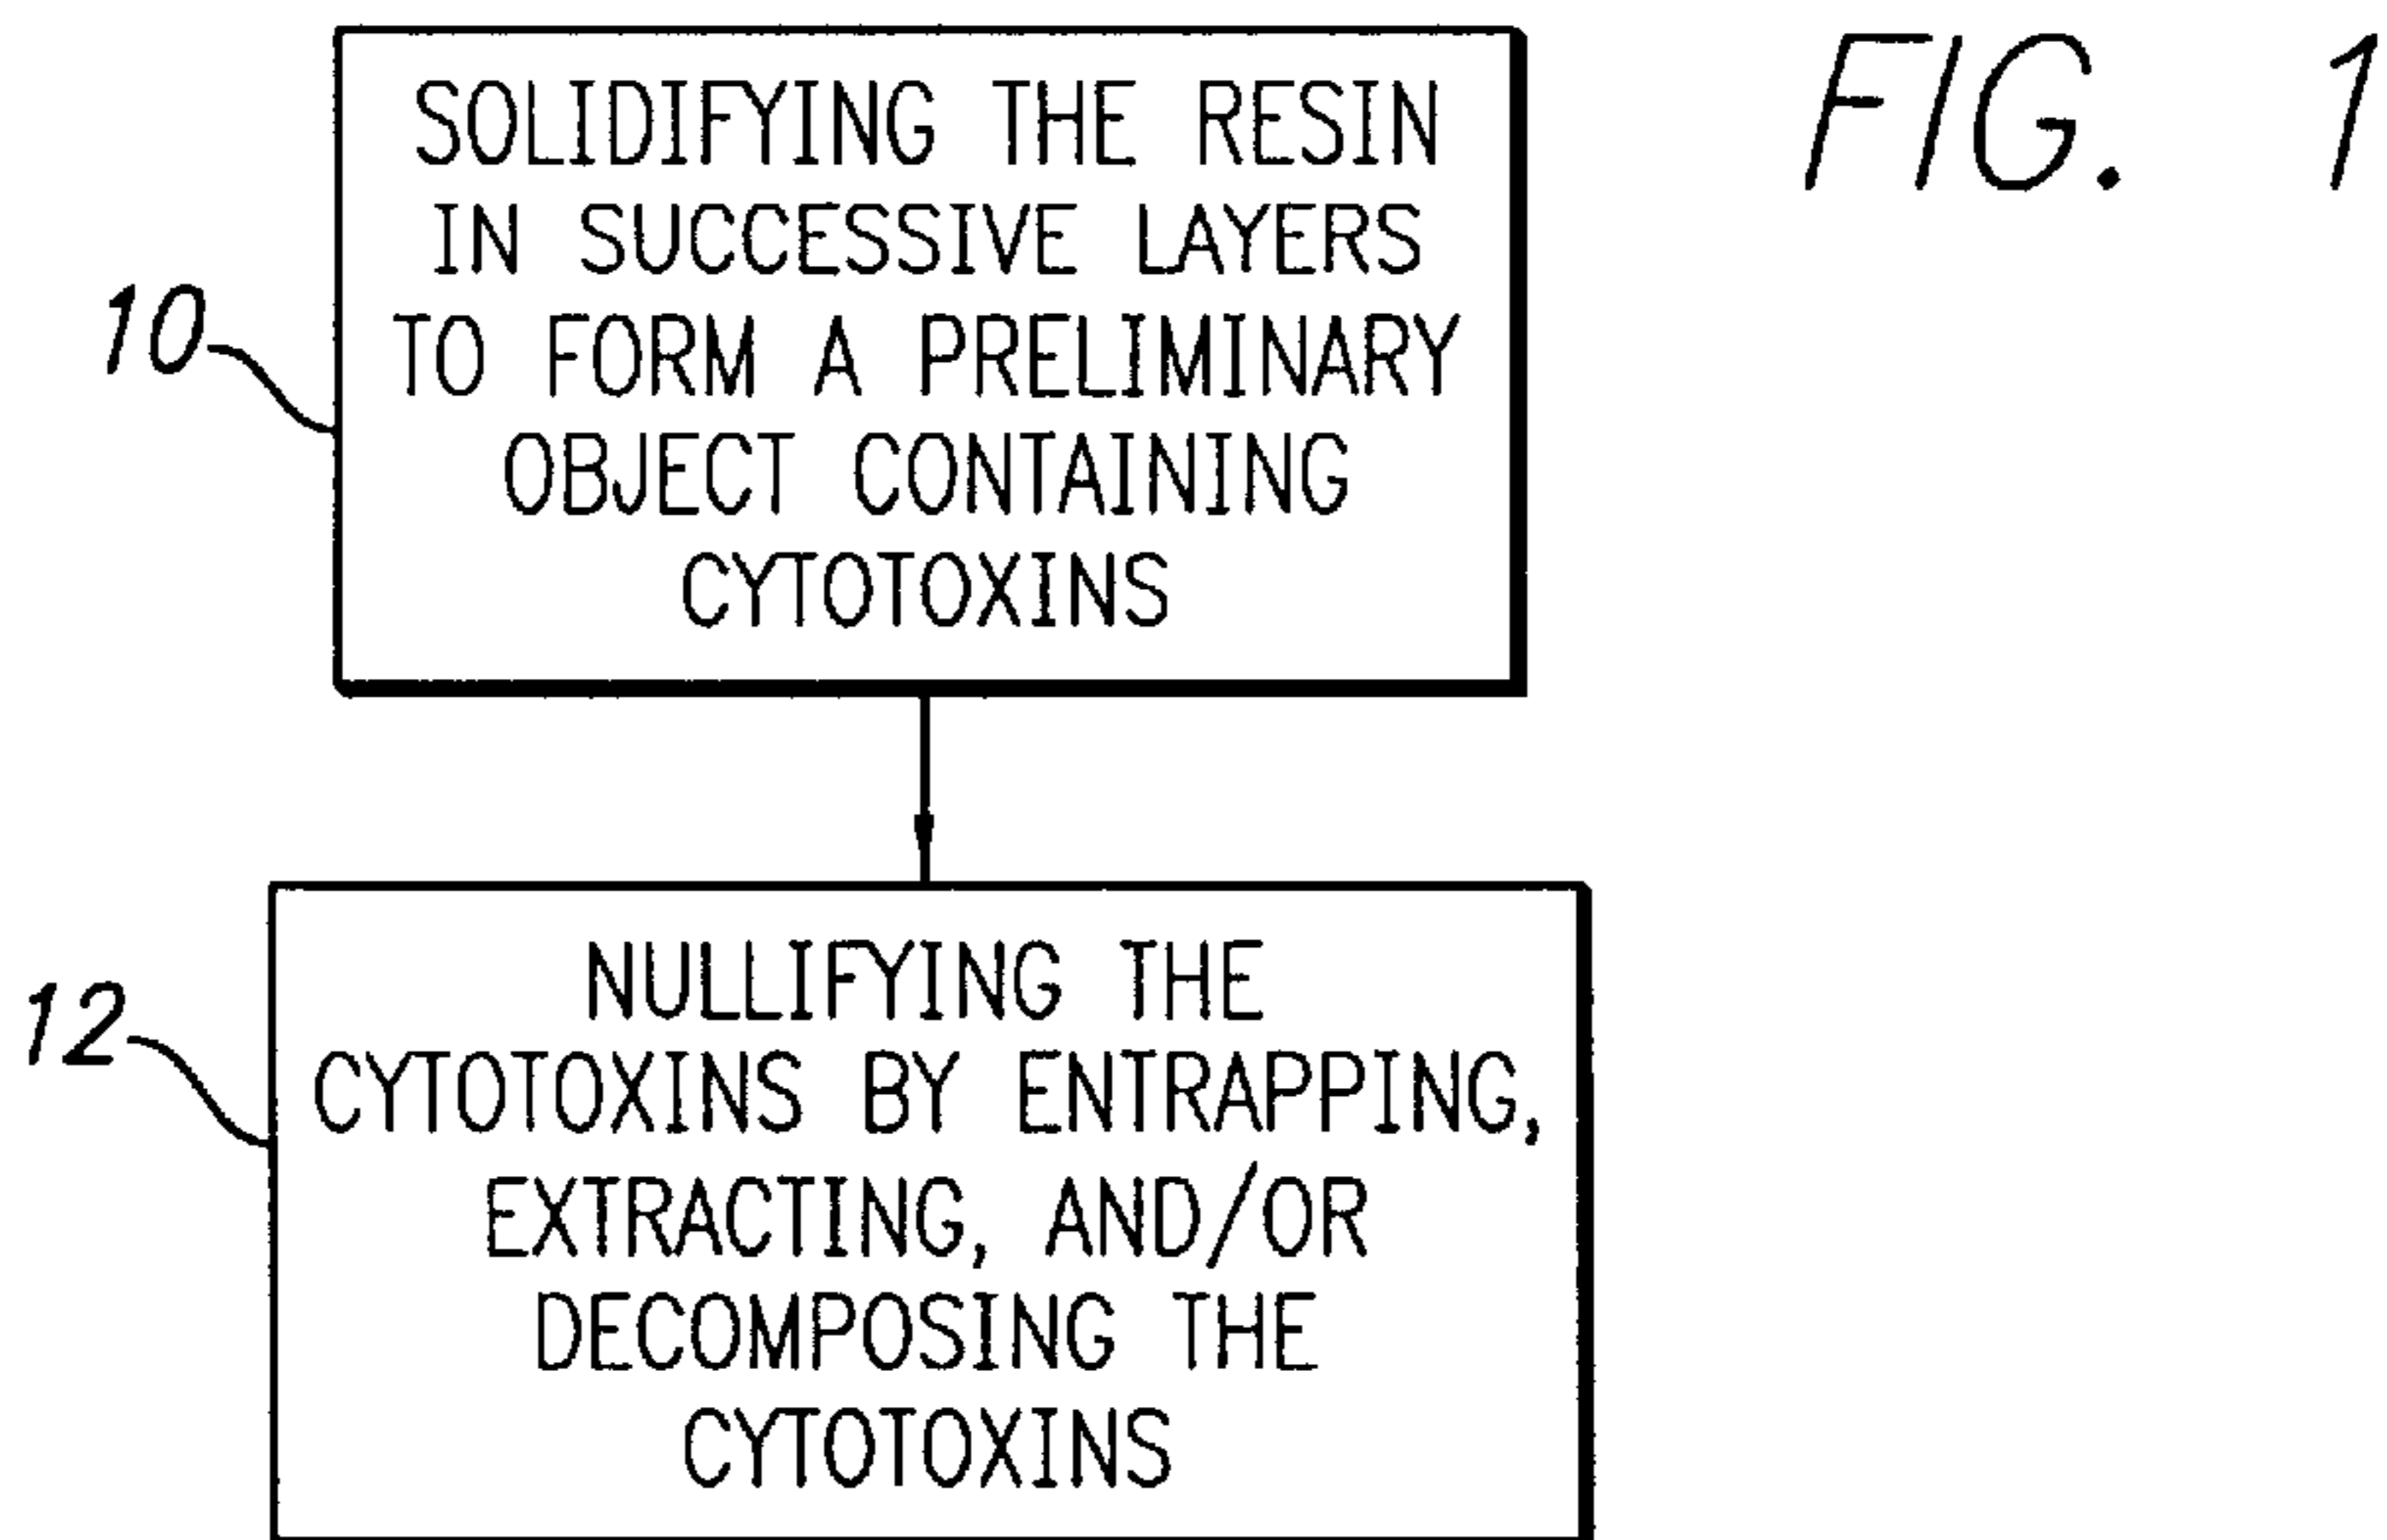 FIG. 1
SOLIDIFYING THE RESIN
IN SUCCESSIVE LAYERS
TO FORM A PRELIMINARY
OBJECT CONTAINING
CYTOTOXINS
10
NULLIFYING THE
CYTOTOXINS BY ENTRAPPING,
EXTRACTING, AND/OR
DECOMPOSING THE
CYTOTOXINS
12